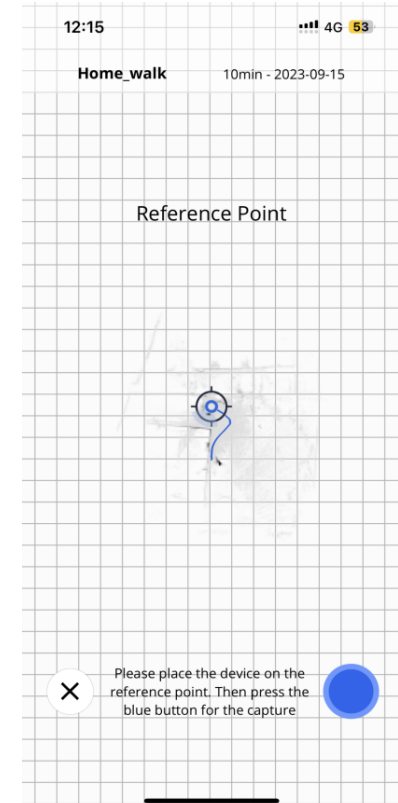 12:15 4G 53
Home_walk 10min - 2023-09-15
Reference Point
Please place the device on the
reference point. Then press the
blue button for the capture